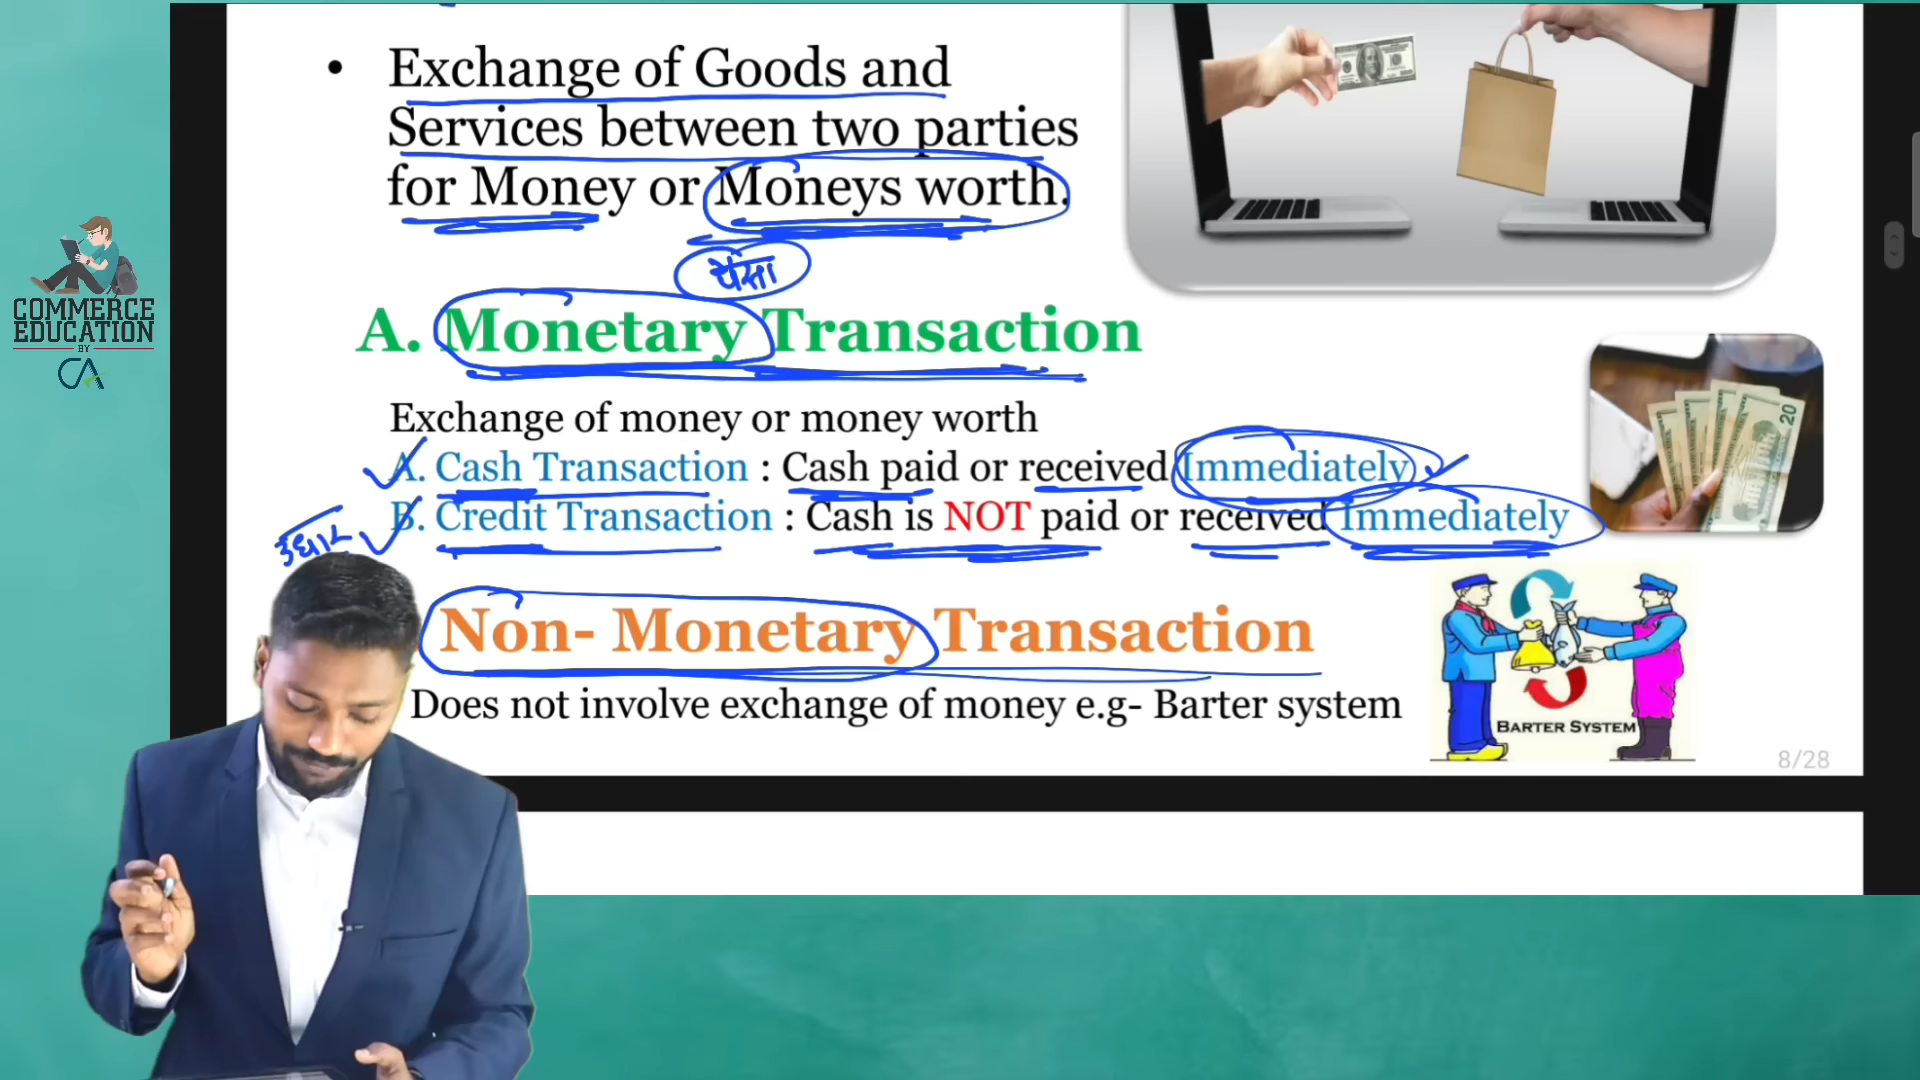 • Exchange of Goods and
Services between two parties
for Money or Moneys worth.
पैसा
A. Monetary Transaction
Exchange of money or money worth
A. Cash Transaction : Cash paid or received Immediately
B. Credit Transaction : Cash is NOT paid or received Immediately
उधार
Non- Monetary Transaction
Does not involve exchange of money e.g- Barter system
BARTER SYSTEM
8/28
COMMERCE
EDUCATION
BY
CA
20